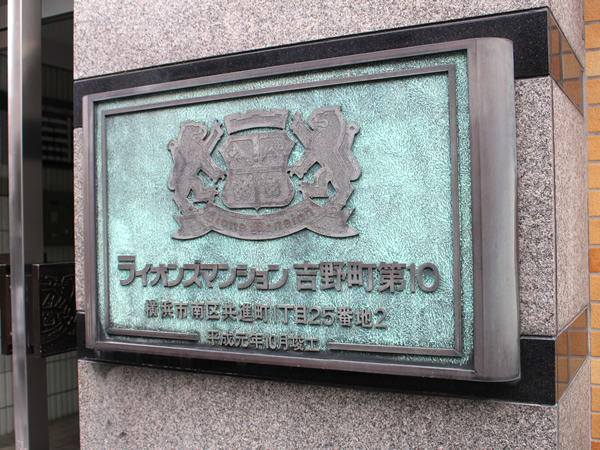 Lions Mansion
ライオンズマンション 吉野町第10
横浜市南区共進町1丁目25番地2
平成元年10月竣工